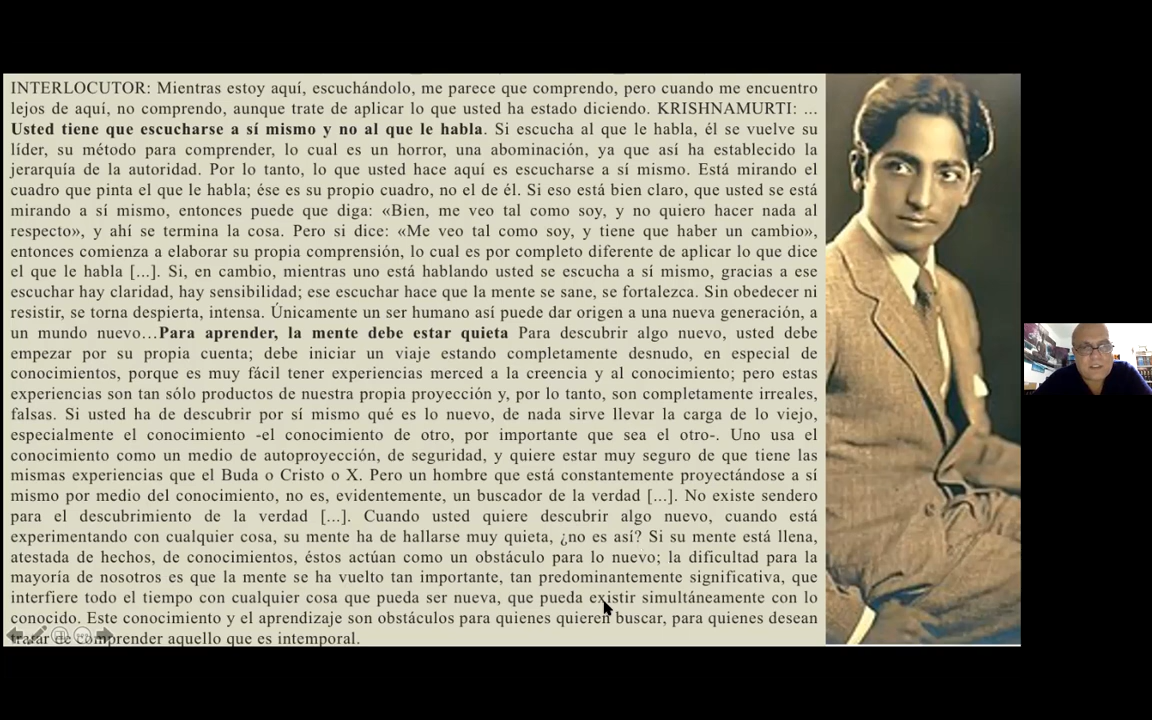 INTERLOCUTOR: Mientras estoy aquí, escuchándolo, me parece que comprendo, pero cuando me encuentro
lejos de aquí, no comprendo, aunque trate de aplicar lo que usted ha estado diciendo. KRISHNAMURTI: ...
Usted tiene que escucharse a sí mismo y no al que le habla. Si escucha al que le habla, él se vuelve su
líder, su método para comprender, lo cual es un horror, una abominación, ya que así ha establecido la
jerarquía de la autoridad. Por lo tanto, lo que usted hace aquí es escucharse a sí mismo. Está mirando el
cuadro que pinta el que le habla; ése es su propio cuadro, no el de él. Si eso está bien claro, que usted se está
mirando a sí mismo, entonces puede que diga: «Bien, me veo tal como soy, y no quiero hacer nada al
respecto», y ahí se termina la cosa. Pero si dice: «Me veo tal como soy, y tiene que haber un cambio»,
entonces comienza a elaborar su propia comprensión, lo cual es por completo diferente de aplicar lo que dice
el que le habla [...]. Si, en cambio, mientras uno está hablando usted se escucha a sí mismo, gracias a ese
escuchar hay claridad, hay sensibilidad; ese escuchar hace que la mente se sane, se fortalezca. Sin obedecer ni
resistir, se torna despierta, intensa. Únicamente un ser humano así puede dar origen a una nueva generación, a
un mundo nuevo…Para aprender, la mente debe estar quieta Para descubrir algo nuevo, usted debe
empezar por su propia cuenta; debe iniciar un viaje estando completamente desnudo, en especial de
conocimientos, porque es muy fácil tener experiencias merced a la creencia y al conocimiento; pero estas
experiencias son tan sólo productos de nuestra propia proyección y, por lo tanto, son completamente irreales,
falsas. Si usted ha de descubrir por sí mismo qué es lo nuevo, de nada sirve llevar la carga de lo viejo,
especialmente el conocimiento -el conocimiento de otro, por importante que sea el otro-. Uno usa el
conocimiento como un medio de autoproyección, de seguridad, y quiere estar muy seguro de que tiene las
mismas experiencias que el Buda o Cristo o X. Pero un hombre que está constantemente proyectándose a sí
mismo por medio del conocimiento, no es, evidentemente, un buscador de la verdad [...]. No existe sendero
para el descubrimiento de la verdad [...]. Cuando usted quiere descubrir algo nuevo, cuando está
experimentando con cualquier cosa, su mente ha de hallarse muy quieta, ¿no es así? Si su mente está llena,
atestada de hechos, de conocimientos, éstos actúan como un obstáculo para lo nuevo; la dificultad para la
mayoría de nosotros es que la mente se ha vuelto tan importante, tan predominantemente significativa, que
interfiere todo el tiempo con cualquier cosa que pueda ser nueva, que pueda existir simultáneamente con lo
conocido. Este conocimiento y el aprendizaje son obstáculos para quienes quieren buscar, para quienes desean
tratar de comprender aquello que es intemporal.